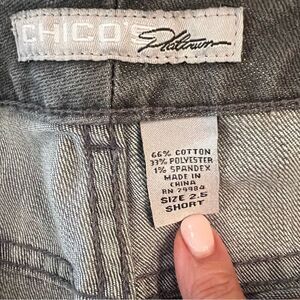 CHICO'S Platinum
66% COTTON
33% POLYESTER
1% SPANDEX
MADE IN
CHINA
RN 79984
SIZE 2.5
SHORT